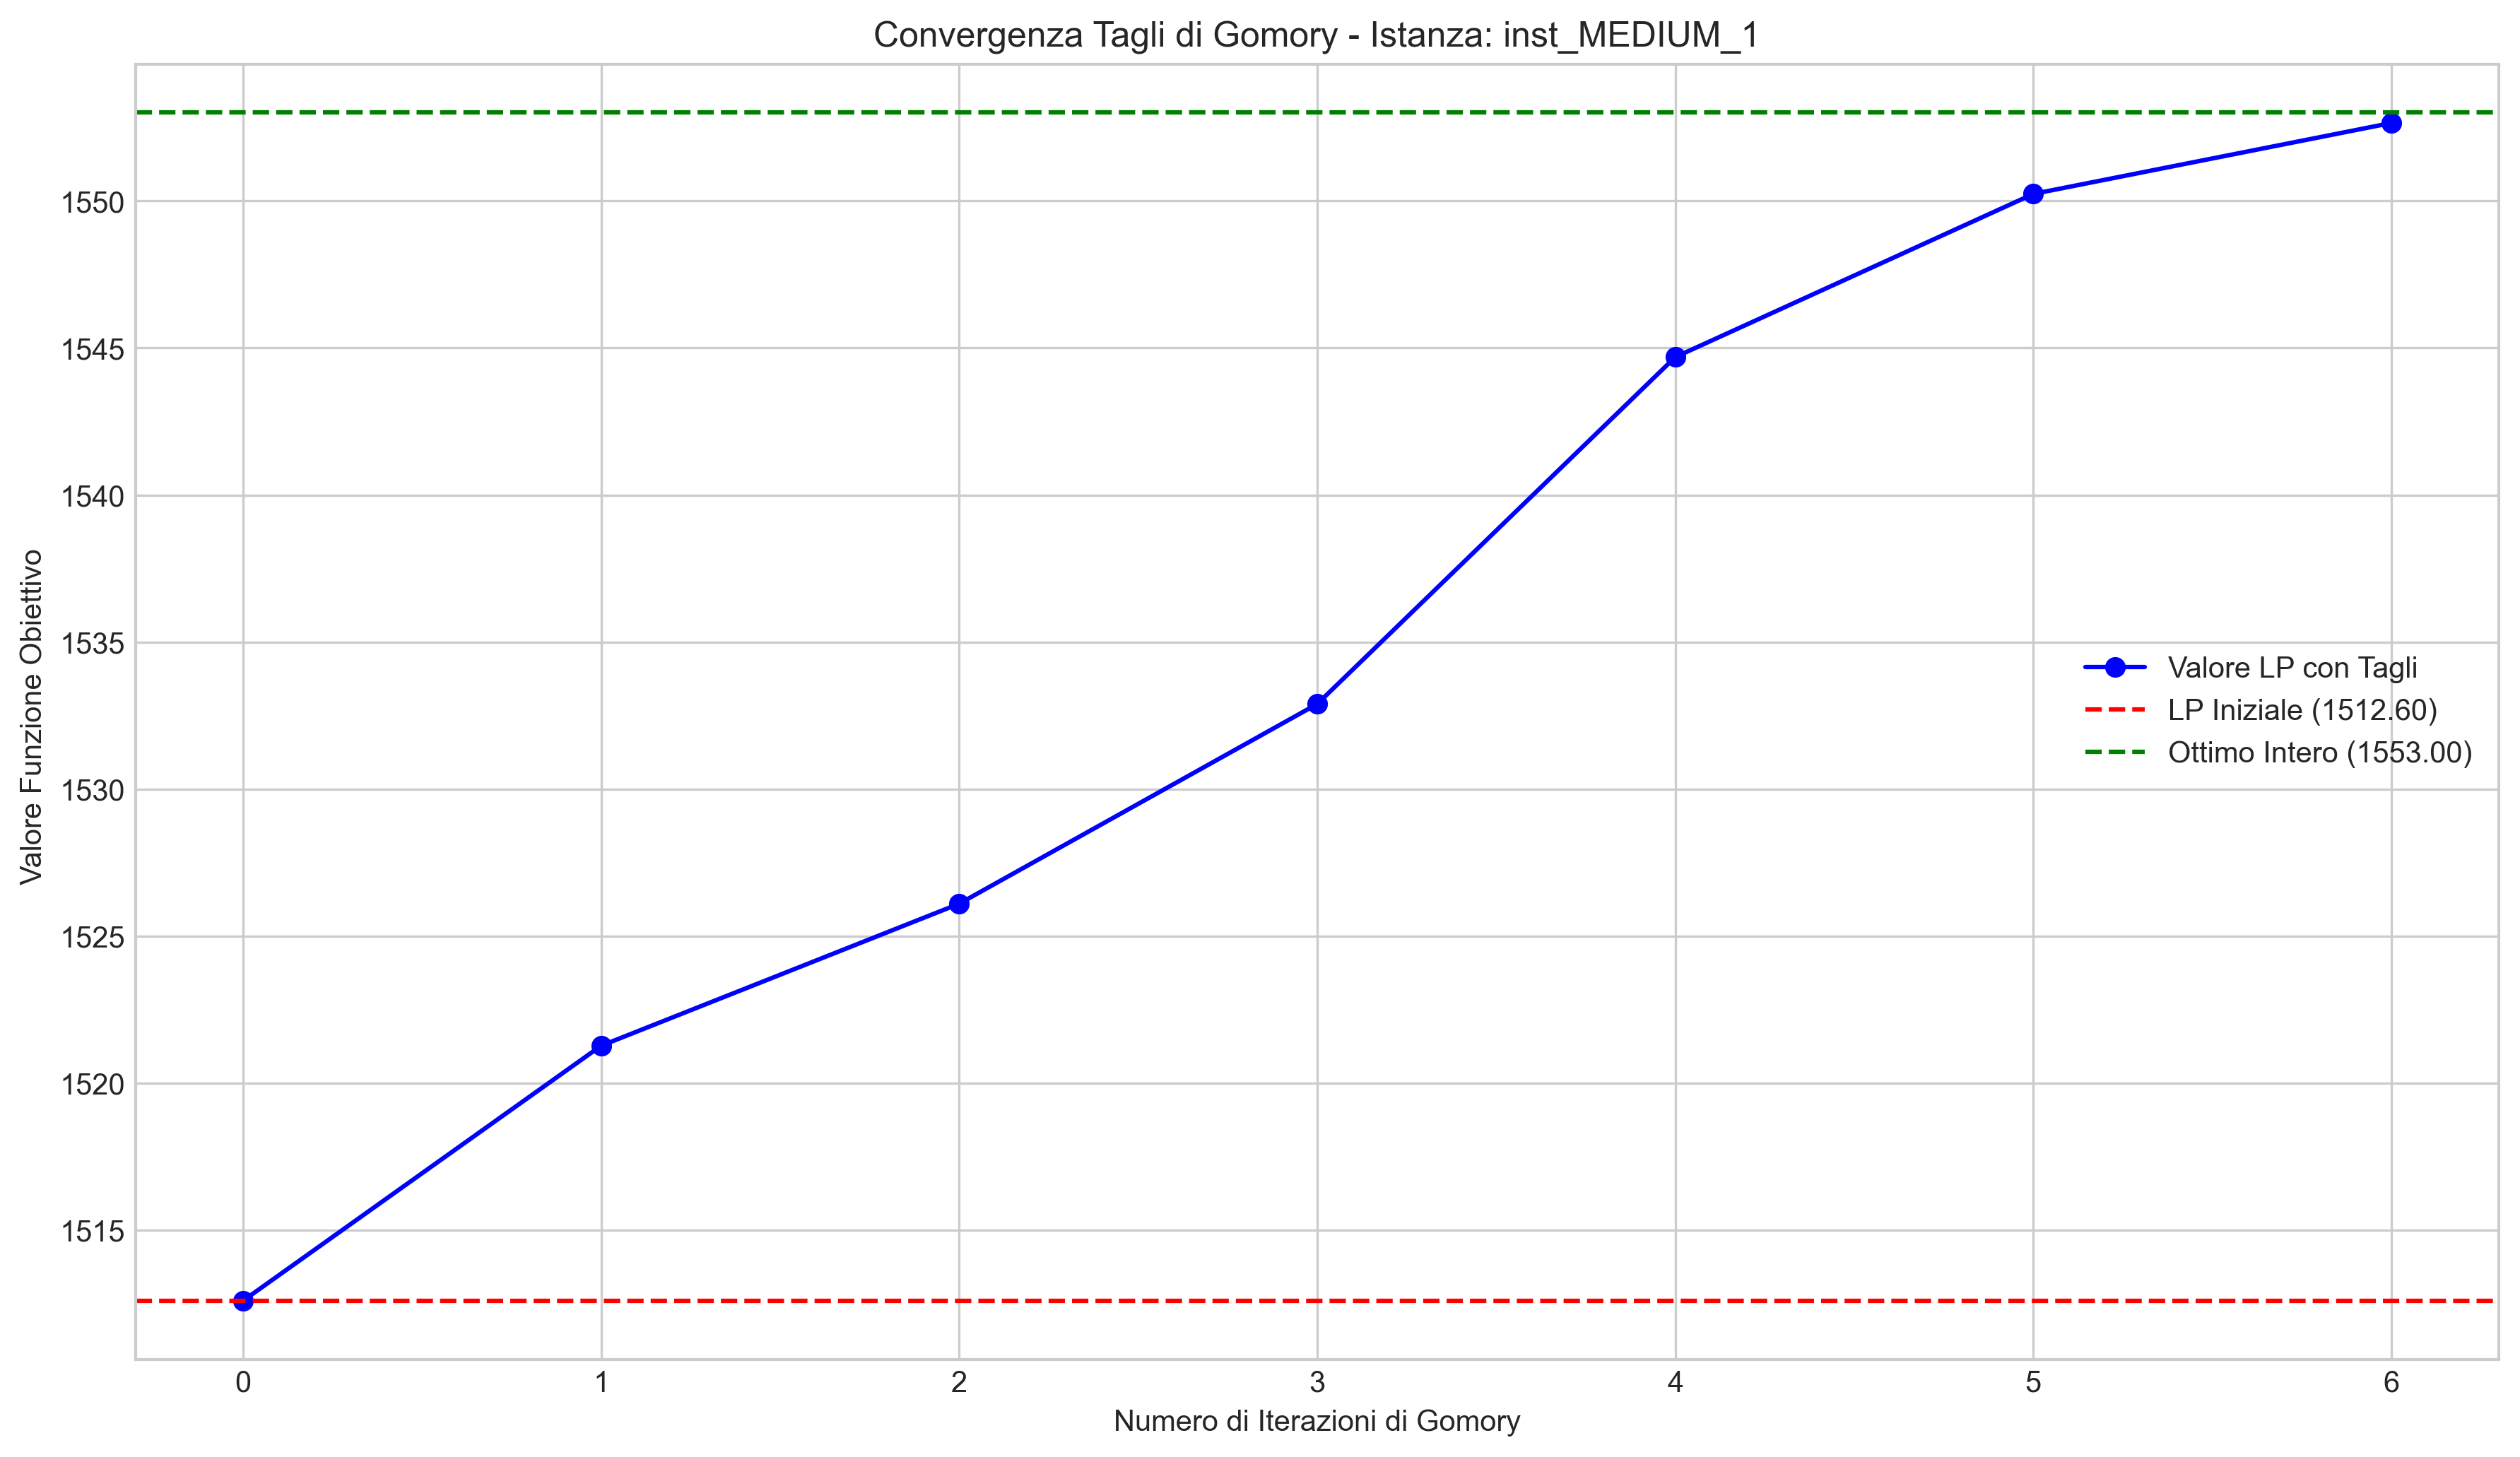 Convergenza Tagli di Gomory - Istanza: inst_MEDIUM_1
Valore Funzione Obiettivo
1550
1545
1540
1535
1530
1525
1520
1515
Valore LP con Tagli
LP Iniziale (1512.60)
Ottimo Intero (1553.00)
0 1 2 3 4 5 6
Numero di Iterazioni di Gomory